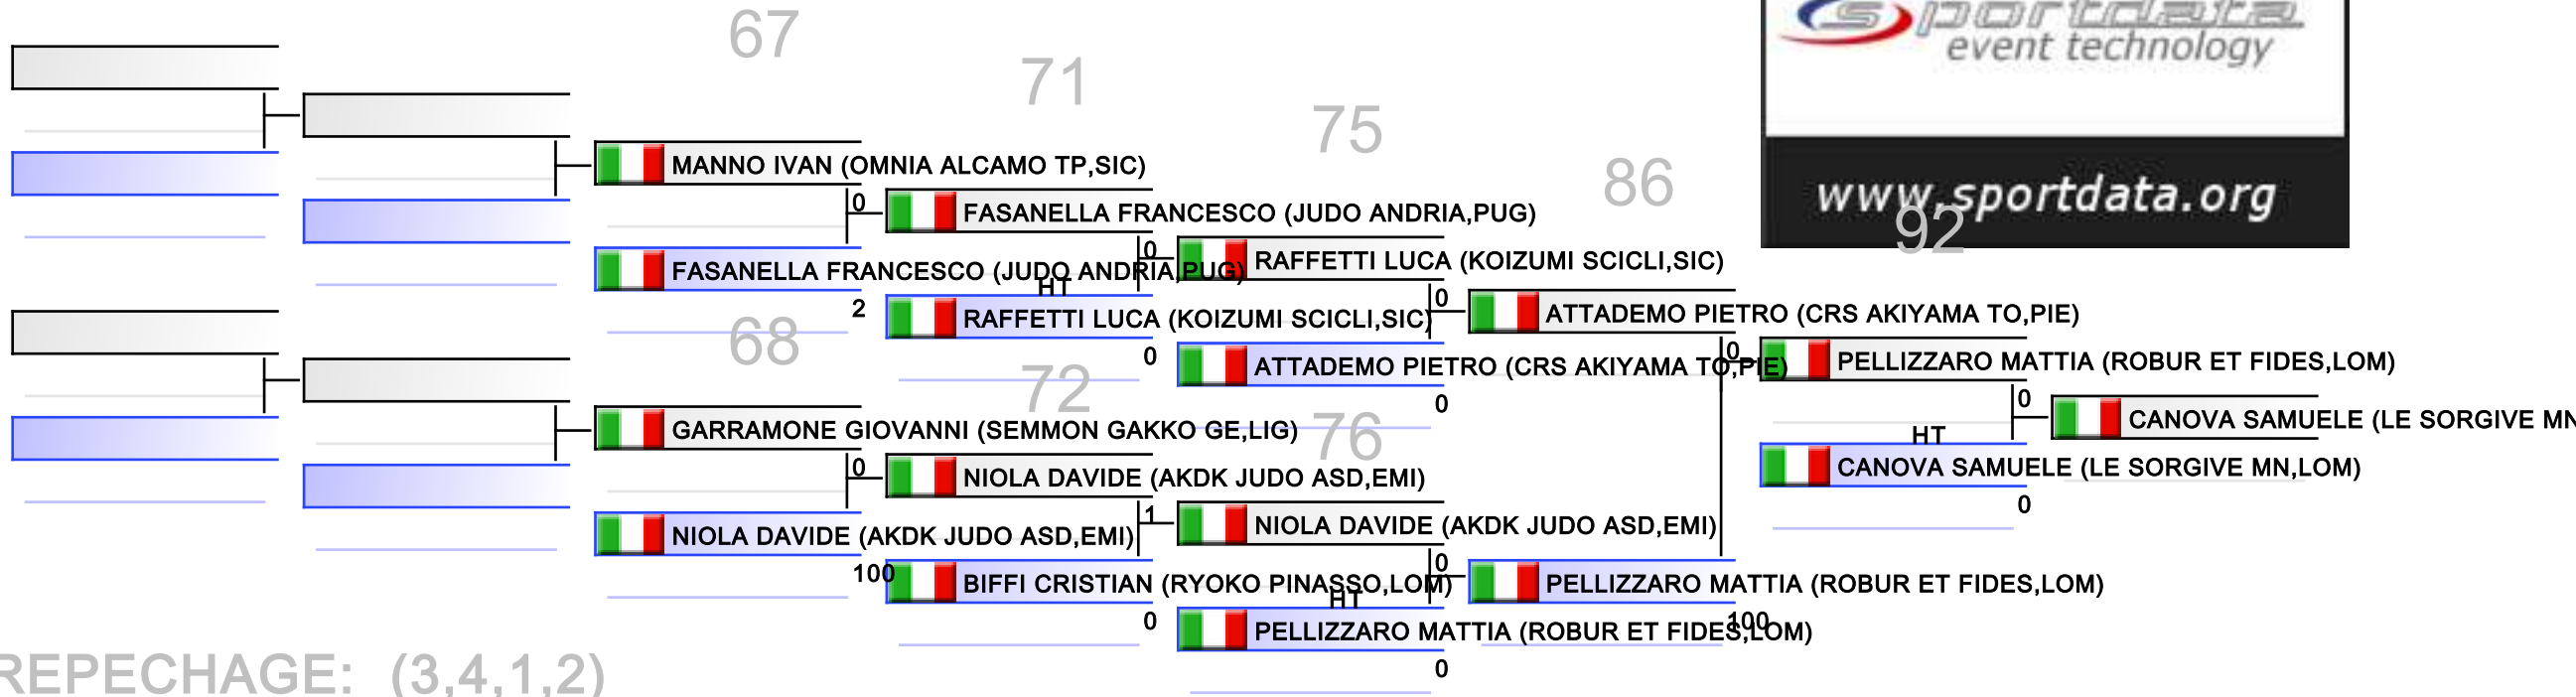 67
sportdata
event technology
71
75
MANNO IVAN (OMNIA ALCAMO TP,SIC)
86
www.sportdata.org
0
FASANELLA FRANCESCO (JUDO ANDRIA,PUG)
92
0
RAFFETTI LUCA (KOIZUMI SCICLI,SIC)
FASANELLA FRANCESCO (JUDO ANDRIA,PUG)
HT
0
2
RAFFETTI LUCA (KOIZUMI SCICLI,SIC)
ATTADEMO PIETRO (CRS AKIYAMA TO,PIE)
68
0
0
PELLIZZARO MATTIA (ROBUR ET FIDES,LOM)
ATTADEMO PIETRO (CRS AKIYAMA TO,PIE)
72
0
0
CANOVA SAMUELE (LE SORGIVE MN
GARRAMONE GIOVANNI (SEMMON GAKKO GE,LIG)
76
HT
0
NIOLA DAVIDE (AKDK JUDO ASD,EMI)
CANOVA SAMUELE (LE SORGIVE MN,LOM)
0
1
NIOLA DAVIDE (AKDK JUDO ASD,EMI)
NIOLA DAVIDE (AKDK JUDO ASD,EMI)
0
100
BIFFI CRISTIAN (RYOKO PINASSO,LOM)
PELLIZZARO MATTIA (ROBUR ET FIDES,LOM)
HT
0
100
PELLIZZARO MATTIA (ROBUR ET FIDES,LOM)
0
REPECHAGE: (3,4,1,2)